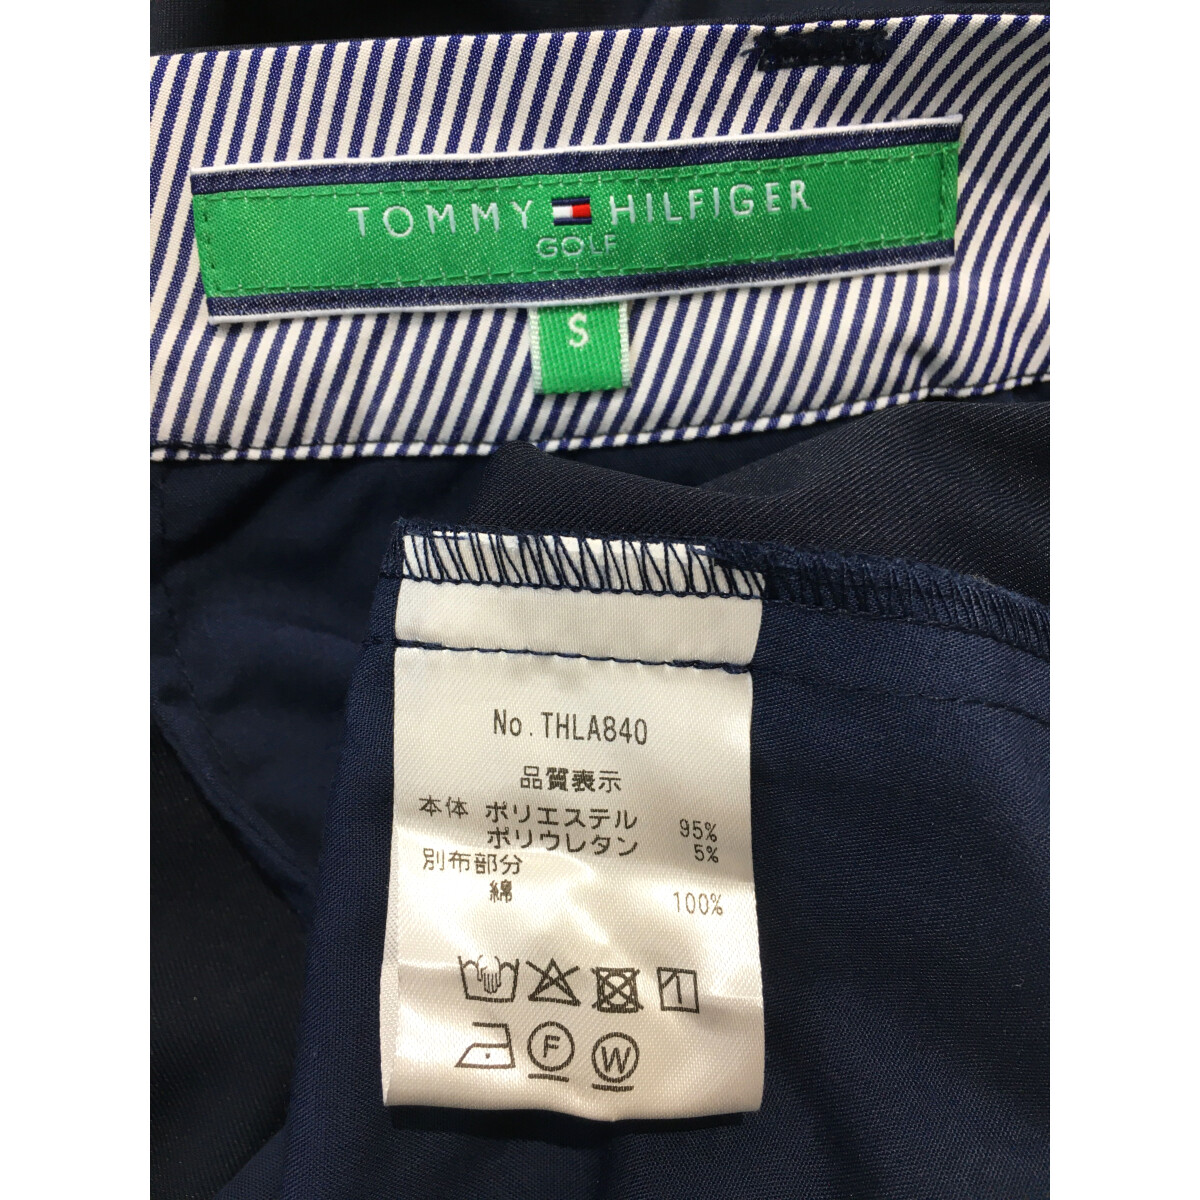 TOMMY HILFIGER
GOLF
S
No.THLA840
品質表示
本体 ポリエステル 95%
ポリウレタン 5%
別布部分
綿 100%
F W